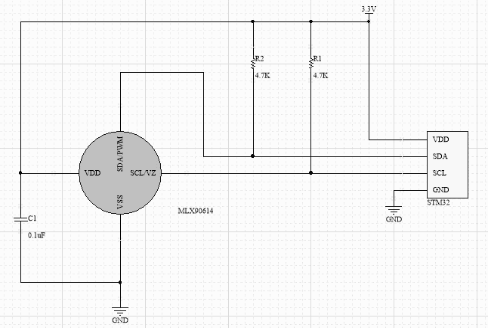 3.3V
R2
R1
4.7K
4.7K
VDD
SDA/PWM
SDA
VDD
SCL/VZ
SCL
VSS
GND
MLX90614
STM32
C1
GND
0.1uF
GND